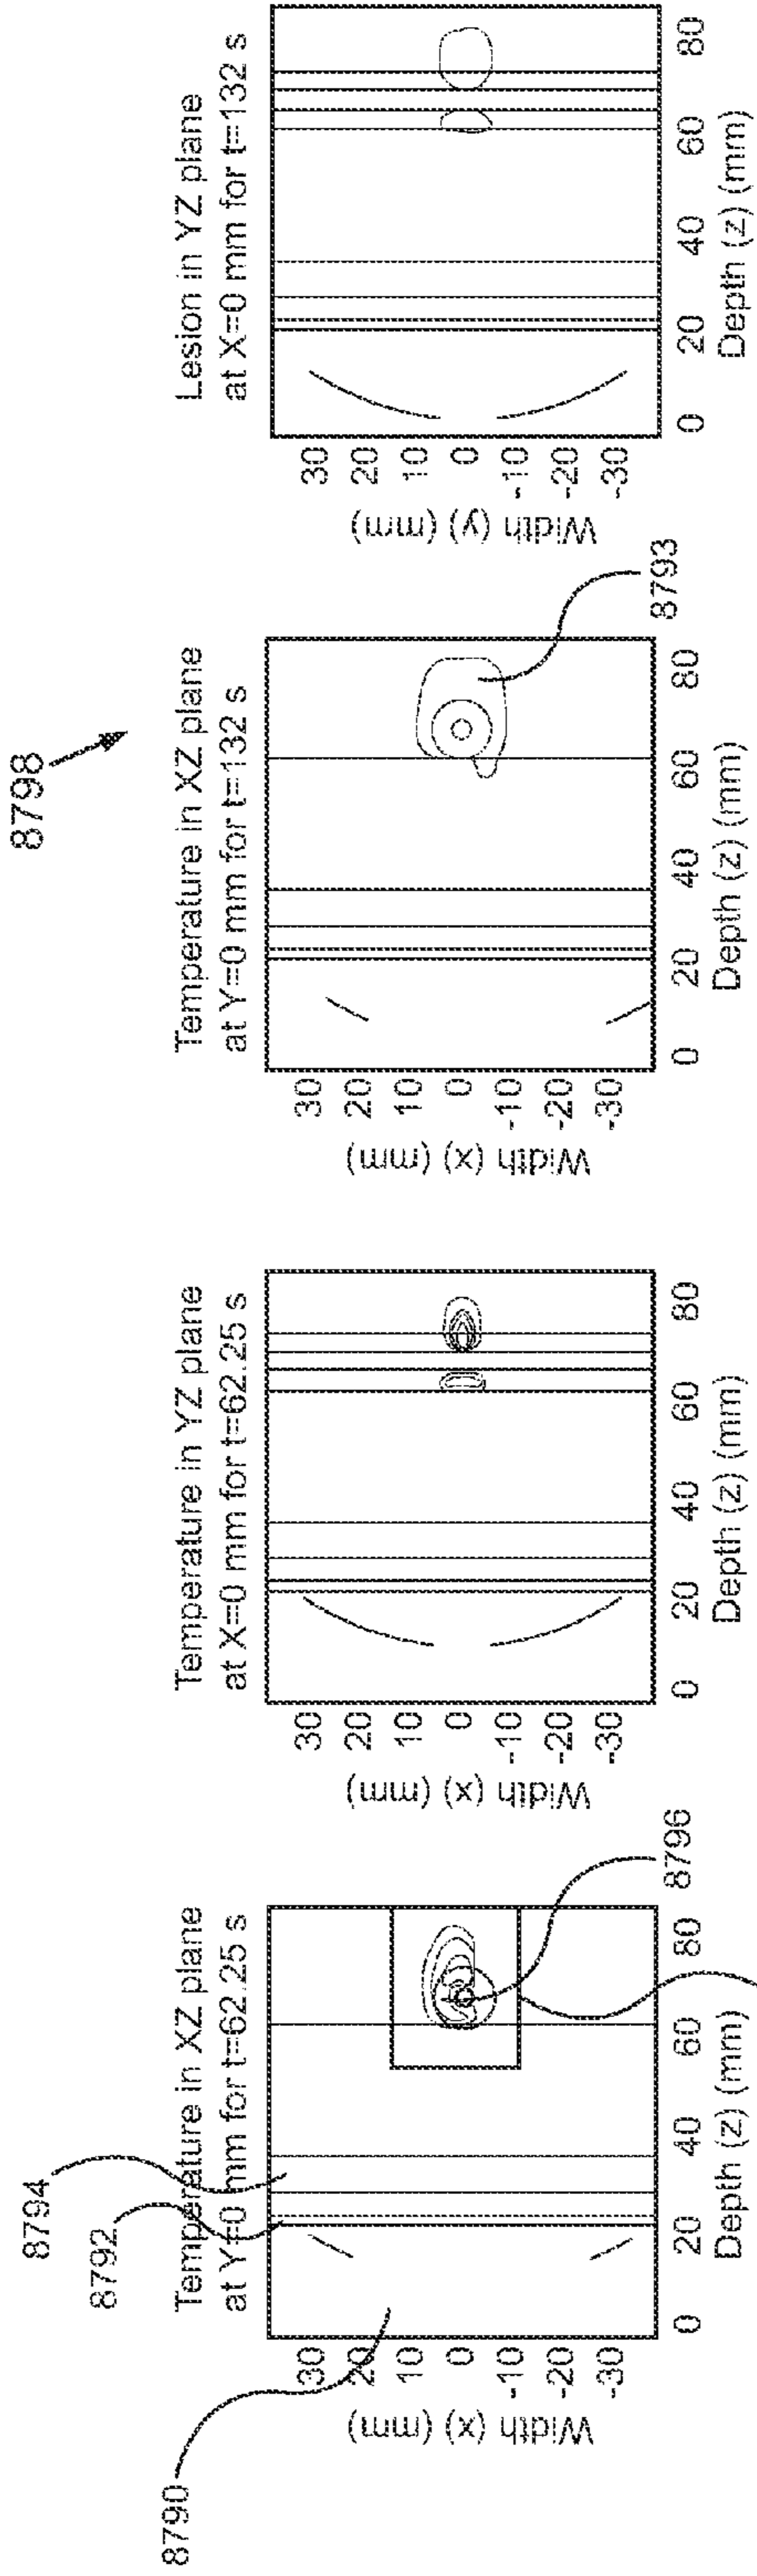 8798
8794
8792
8790
Temperature in XZ plane
at Y=0 mm for t=62.25 s
Width (x) (mm)
30
20
10
0
-10
-20
-30
0 20 40 60 80
Depth (z) (mm)
8796
Temperature in YZ plane
at X=0 mm for t=62.25 s
Width (x) (mm)
30
20
10
0
-10
-20
-30
0 20 40 60 80
Depth (z) (mm)
Temperature in XZ plane
at Y=0 mm for t=132 s
Width (x) (mm)
30
20
10
0
-10
-20
-30
0 20 40 60 80
Depth (z) (mm)
8793
Lesion in YZ plane
at X=0 mm for t=132 s
Width (y) (mm)
30
20
10
0
-10
-20
-30
0 20 40 60 80
Depth (z) (mm)